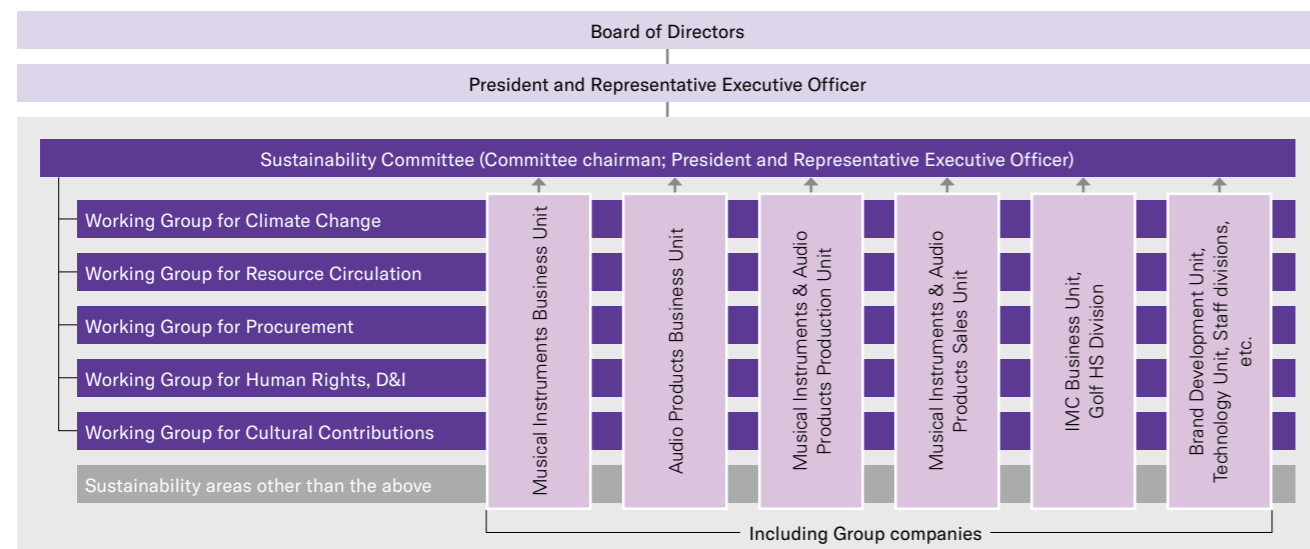 Board of Directors
President and Representative Executive Officer
Sustainability Committee (Committee chairman; President and Representative Executive Officer)
Working Group for Climate Change
Working Group for Resource Circulation
Working Group for Procurement
Working Group for Human Rights, D&I
Working Group for Cultural Contributions
Sustainability areas other than the above
Musical Instruments Business Unit
Audio Products Business Unit
Musical Instruments & Audio
Products Production Unit
Musical Instruments & Audio
Products Sales Unit
IMC Business Unit,
Golf HS Division
Brand Development Unit,
Technology Unit, Staff divisions,
etc.
Including Group companies